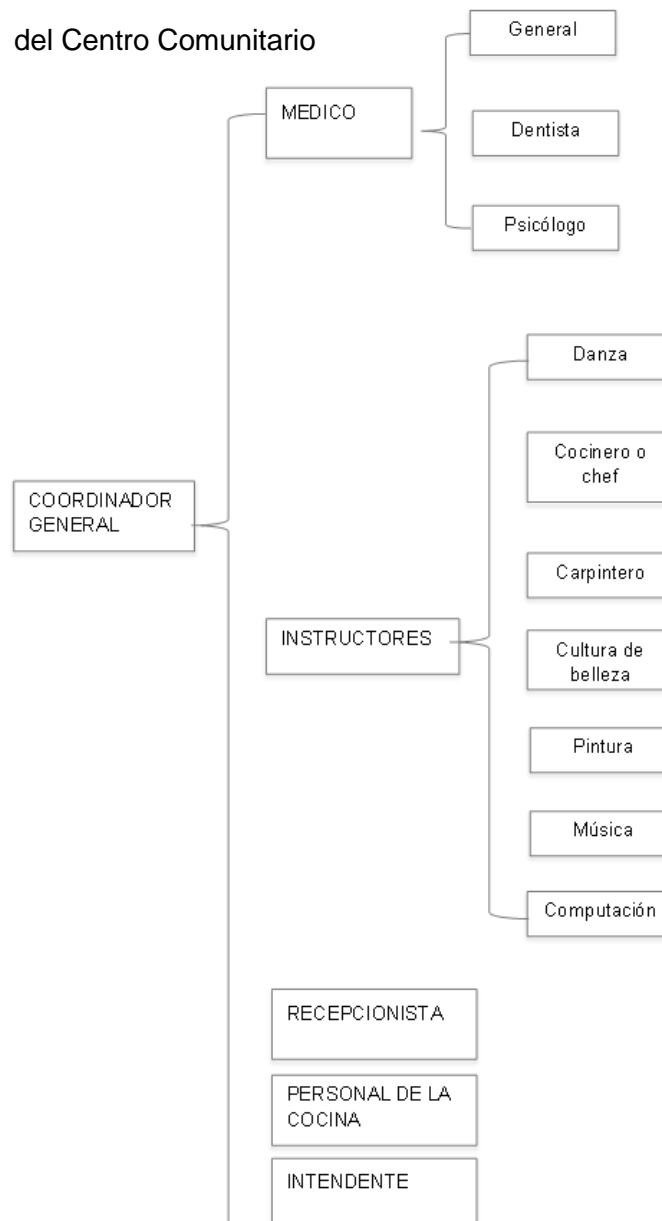 del Centro Comunitario
General
MEDICO
Dentista
Psicólogo
Danza
Cocinero o
chef
COORDINADOR
GENERAL
Carpintero
INSTRUCTORES
Cultura de
belleza
Pintura
Música
Computación
RECEPCIONISTA
PERSONAL DE LA
COCINA
INTENDENTE